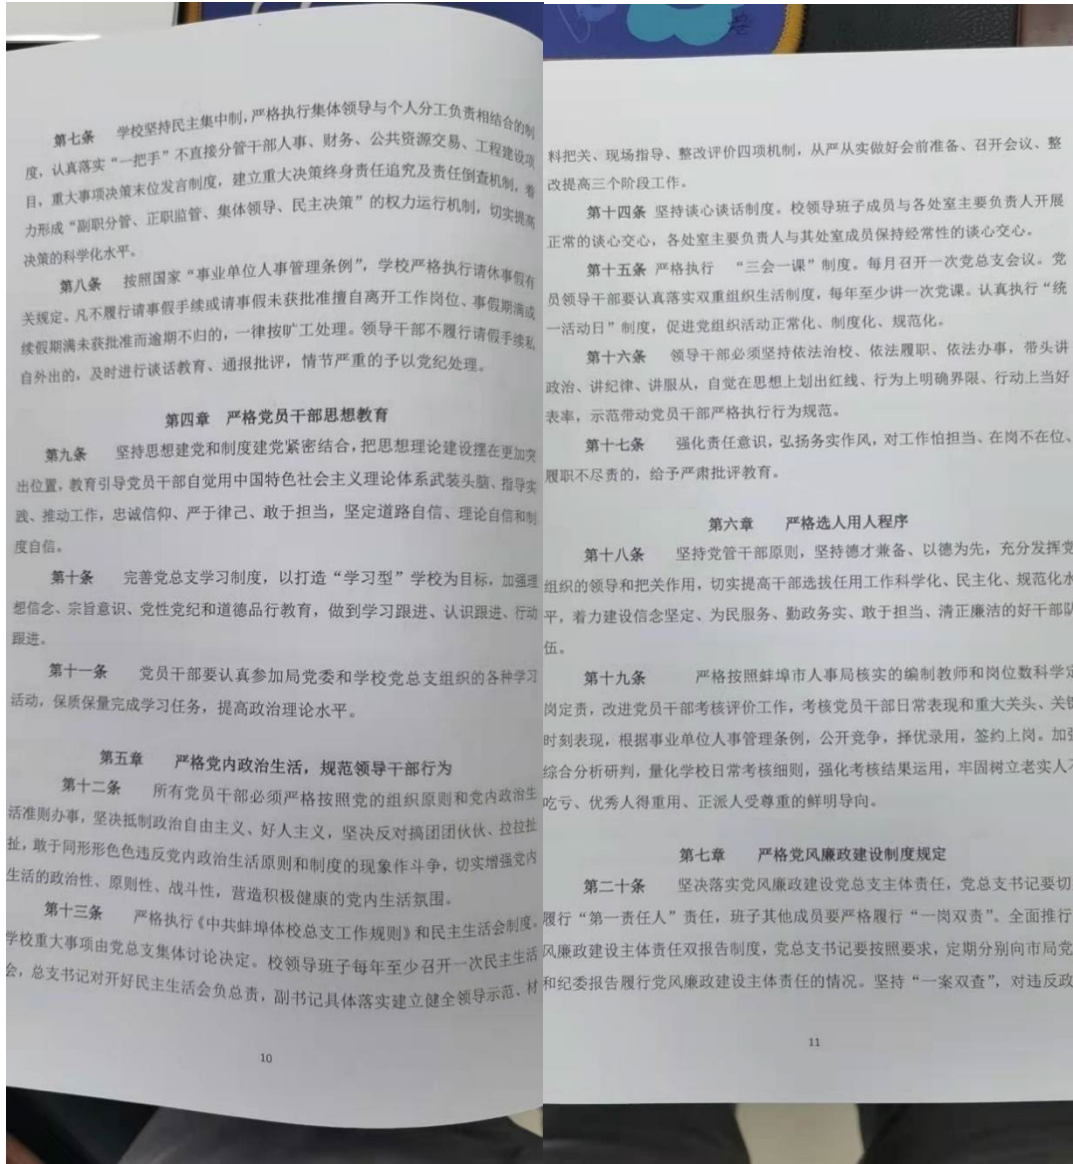 第七条 学校坚持民主集中制,严格执行集体领导与个人分工负责相结合的制
度，认真落实“一把手”不直接分管干部人事、财务、公共资源交易、工程建设项
目，重大事项决策末位发言制度，建立重大决策终身责任追究及责任倒查机制，着
力形成“副职分管、正职监管、集体领导、民主决策”的权力运行机制，切实提高
决策的科学化水平。
第八条 按照国家“事业单位人事管理条例”，学校严格执行请休事假有
关规定。凡不履行请事假手续或请事假未获批准擅自离开工作岗位、事假期满或
续假期满未获批准而逾期不归的，一律按旷工处理。领导干部不履行请假手续私
自外出的，及时进行谈话教育、通报批评，情节严重的予以党纪处理。
第四章 严格党员干部思想教育
第九条 坚持思想建党和制度建党紧密结合，把思想理论建设摆在更加突
出位置，教育引导党员干部自觉用中国特色社会主义理论体系武装头脑、指导实
践、推动工作，忠诚信仰、严于律己、敢于担当，坚定道路自信、理论自信和制
度自信。
第十条 完善党总支学习制度，以打造“学习型”学校为目标，加强理
想信念、宗旨意识、党性党纪和道德品行教育，做到学习跟进、认识跟进、行动
跟进。
第十一条 党员干部要认真参加局党委和学校党总支组织的各种学习
活动，保质保量完成学习任务，提高政治理论水平。
第五章 严格党内政治生活，规范领导干部行为
第十二条 所有党员干部必须严格按照党的组织原则和党内政治生
活准则办事，坚决抵制政治自由主义、好人主义，坚决反对搞团团伙伙、拉拉扯
扯，敢于同形形色色违反党内政治生活原则和制度的现象作斗争，切实增强党内
生活的政治性、原则性、战斗性，营造积极健康的党内生活氛围。
第十三条 严格执行《中共蚌埠体校总支工作规则》和民主生活会制度。
学校重大事项由党总支集体讨论决定。校领导班子每年至少召开一次民主生活
会，总支书记对开好民主生活会负总责，副书记具体落实建立健全领导示范、材
10
料把关、现场指导、整改评价四项机制，从严从实做好会前准备、召开会议、整
改提高三个阶段工作。
第十四条 坚持谈心谈话制度。校领导班子成员与各处室主要负责人开展
正常的谈心交心，各处室主要负责人与其处室成员保持经常性的谈心交心。
第十五条 严格执行 “三会一课”制度。每月召开一次党总支会议。党
员领导干部要认真落实双重组织生活制度，每年至少讲一次党课。认真执行“统
一活动日”制度，促进党组织活动正常化、制度化、规范化。
第十六条 领导干部必须坚持依法治校、依法履职、依法办事，带头讲
政治、讲纪律、讲服从，自觉在思想上划出红线、行为上明确界限、行动上当好
表率，示范带动党员干部严格执行行为规范。
第十七条 强化责任意识，弘扬务实作风，对工作怕担当、在岗不在位、
履职不尽责的，给予严肃批评教育。
第六章 严格选人用人程序
第十八条 坚持党管干部原则，坚持德才兼备、以德为先，充分发挥党
组织的领导和把关作用，切实提高干部选拔任用工作科学化、民主化、规范化水
平，着力建设信念坚定、为民服务、勤政务实、敢于担当、清正廉洁的好干部队
伍。
第十九条 严格按照蚌埠市人事局核实的编制教师和岗位数科学定
岗定责，改进党员干部考核评价工作，考核党员干部日常表现和重大关头、关键
时刻表现，根据事业单位人事管理条例，公开竞争，择优录用，签约上岗。加强
综合分析研判，量化学校日常考核细则，强化考核结果运用，牢固树立老实人不
吃亏、优秀人得重用、正派人受尊重的鲜明导向。
第七章 严格党风廉政建设制度规定
第二十条 坚决落实党风廉政建设党总支主体责任，党总支书记要切
履行“第一责任人”责任，班子其他成员要严格履行“一岗双责”。全面推行
风廉政建设主体责任双报告制度，党总支书记要按照要求，定期分别向市局党
和纪委报告履行党风廉政建设主体责任的情况。坚持“一案双查”，对违反政
11